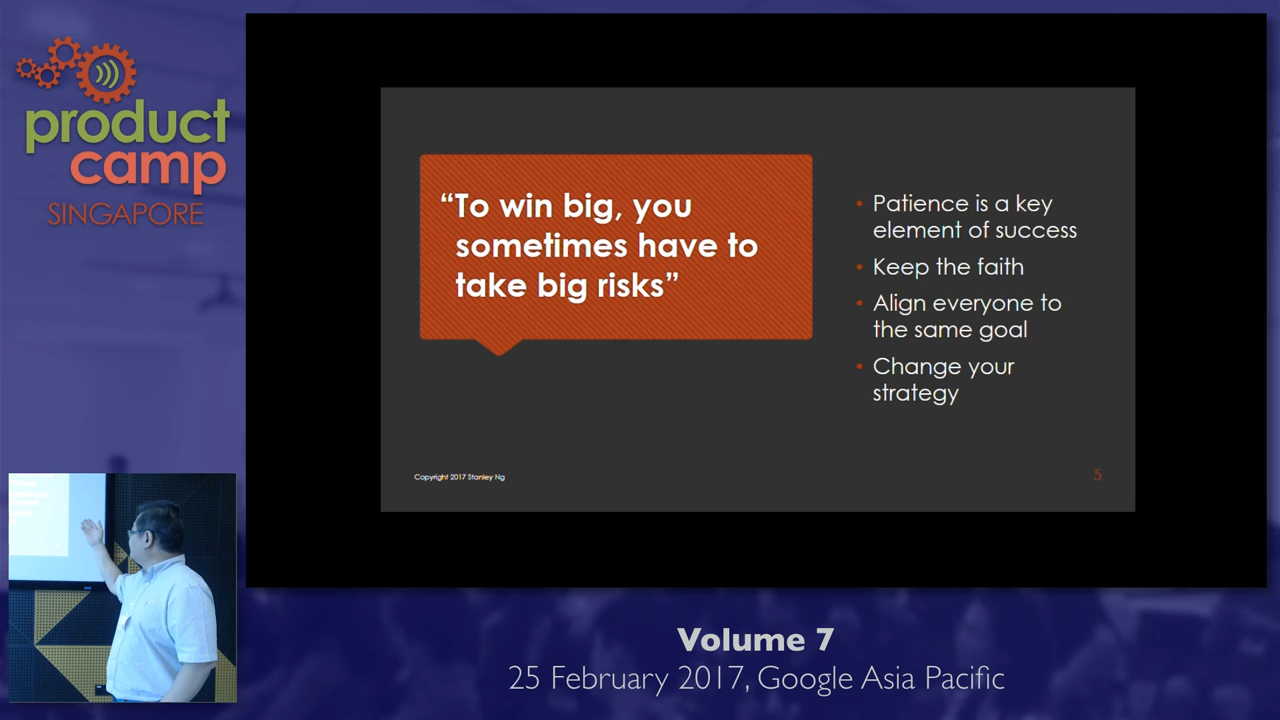 product
camp
SINGAPORE
“To win big, you
sometimes have to
take big risks”
• Patience is a key
element of success
• Keep the faith
• Align everyone to
the same goal
• Change your
strategy
Copyright 2017 Stanley Ng
5
Volume 7
25 February 2017, Google Asia Pacific